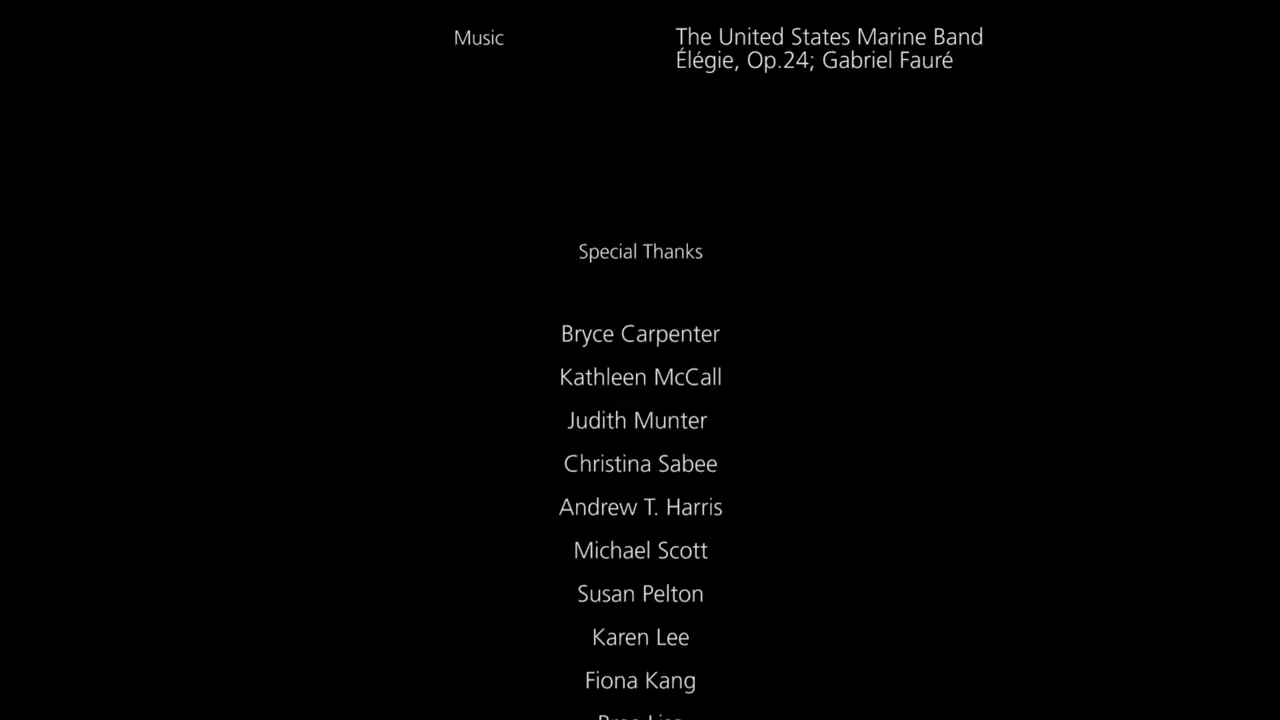 Music
The United States Marine Band
Élégie, Op.24; Gabriel Fauré
Special Thanks
Bryce Carpenter
Kathleen McCall
Judith Munter
Christina Sabee
Andrew T. Harris
Michael Scott
Susan Pelton
Karen Lee
Fiona Kang